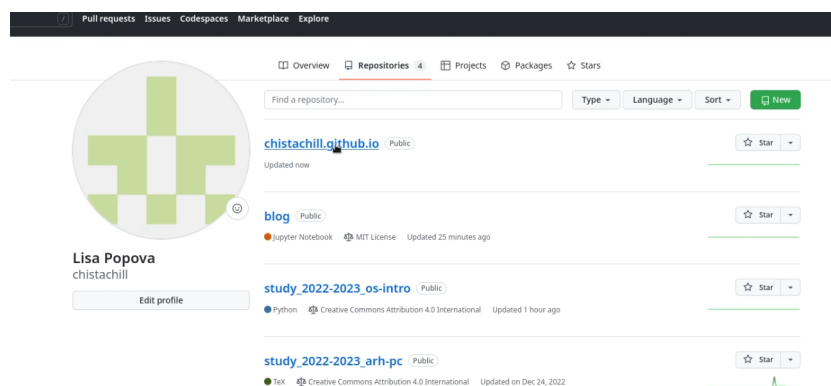 / Pull requests Issues Codespaces Marketplace Explore
Overview Repositories 4 Projects Packages Stars
Find a repository... Type Language Sort New
chistachill.github.io Public Star
Updated now
blog Public Star
Jupyter Notebook MIT License Updated 25 minutes ago
Lisa Popova
chistachill
Edit profile
study_2022-2023_os-intro Public Star
Python Creative Commons Attribution 4.0 International Updated 1 hour ago
study_2022-2023_arh-pc Public Star
TeX Creative Commons Attribution 4.0 International Updated on Dec 24, 2022